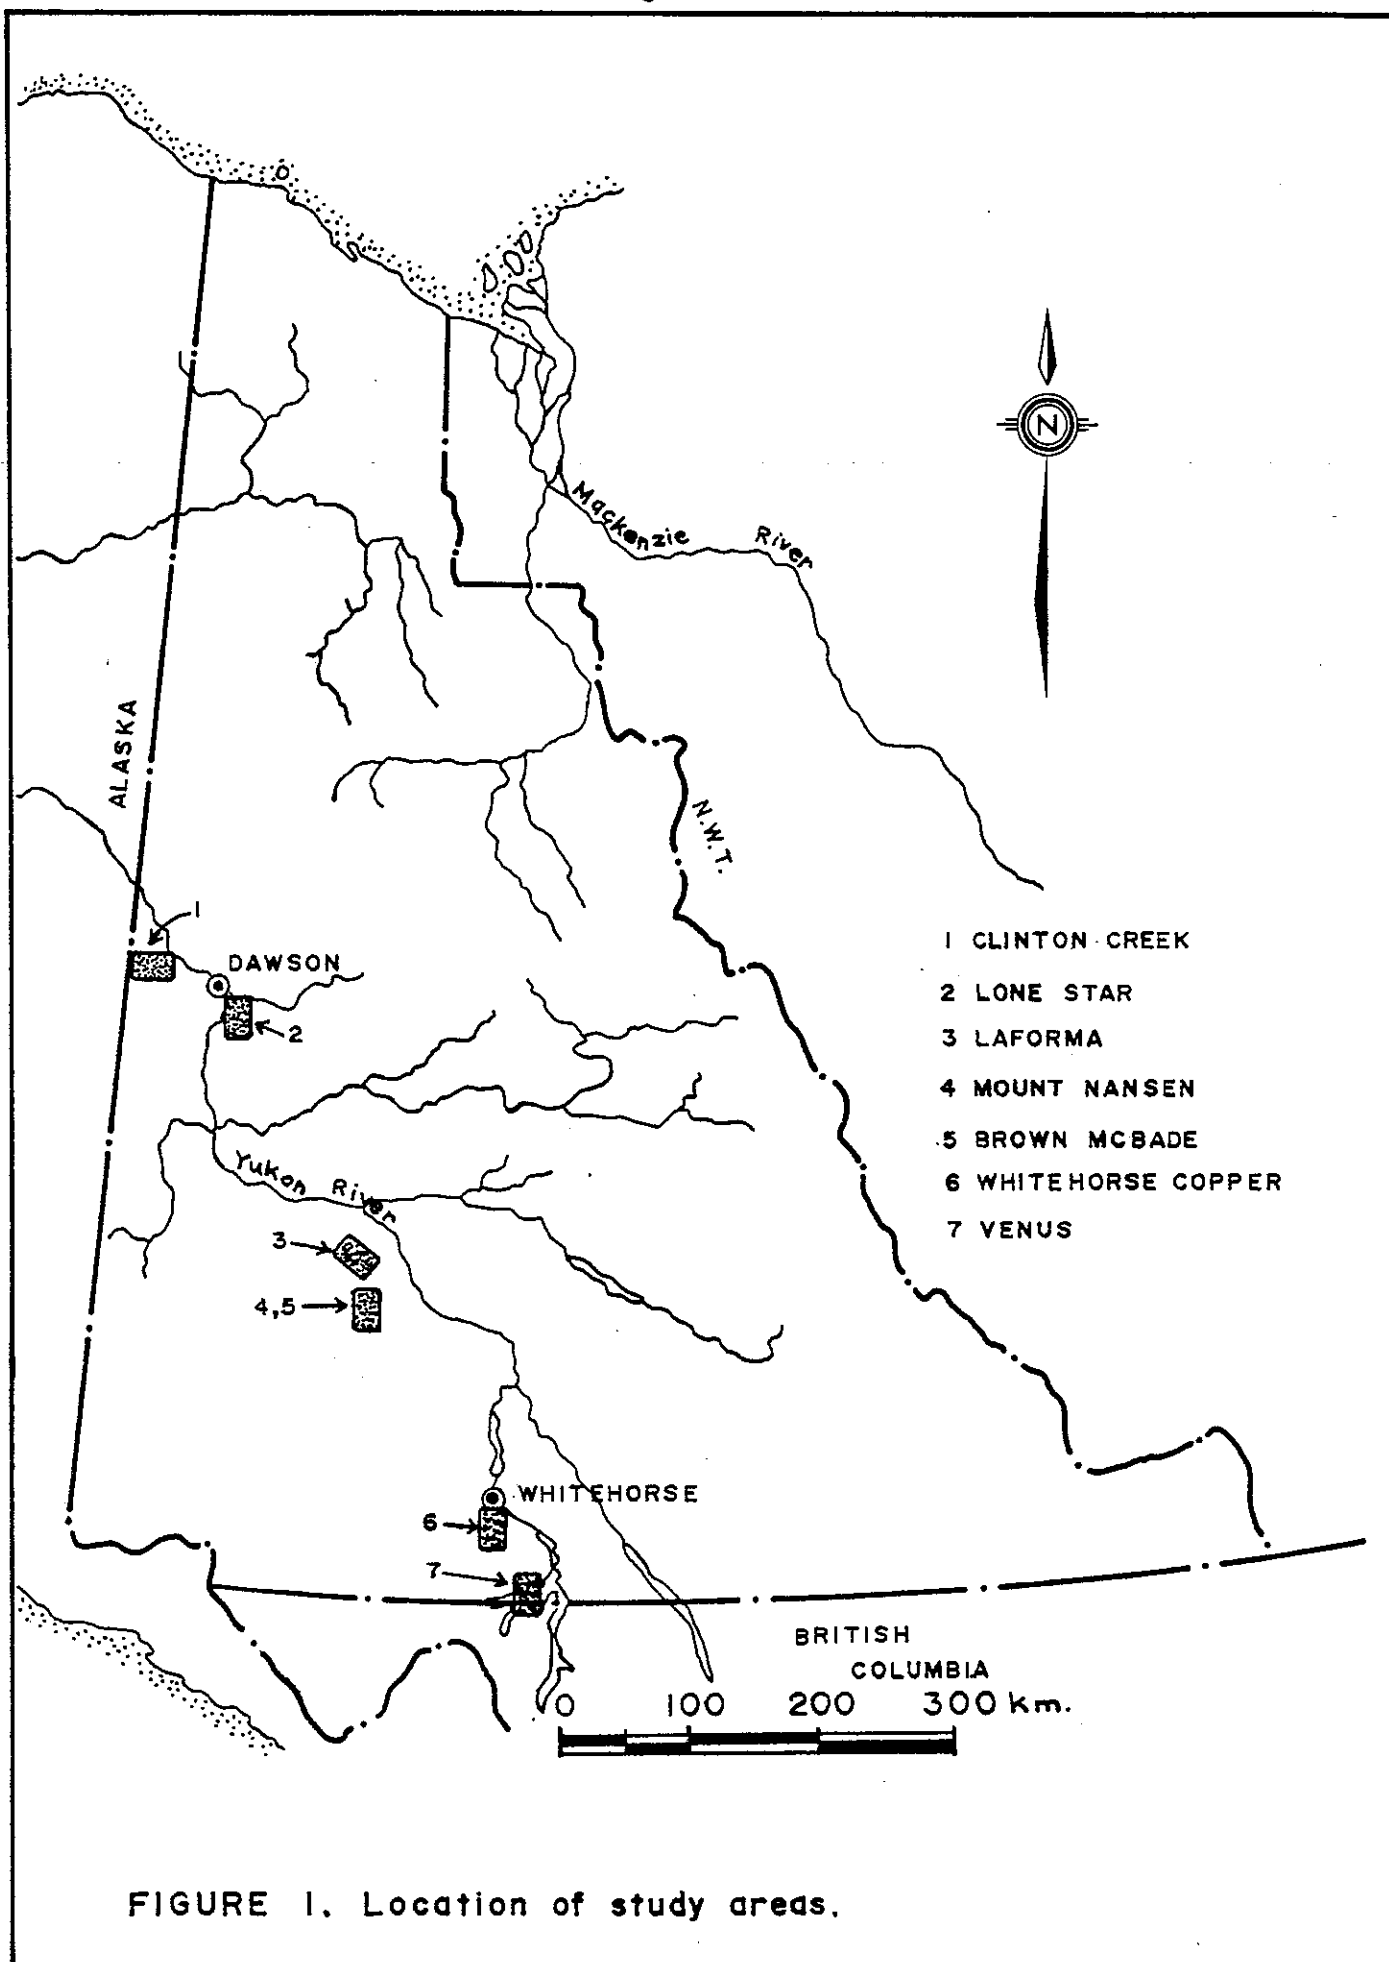 N
Mackenzie River
ALASKA
N.W.T.
1
DAWSON
2
1 CLINTON CREEK
2 LONE STAR
3 LAFORMA
4 MOUNT NANSEN
5 BROWN MCBADE
6 WHITEHORSE COPPER
7 VENUS
Yukon River
3
4,5
WHITEHORSE
6
7
BRITISH
COLUMBIA
0 100 200 300 km.
FIGURE 1. Location of study areas.